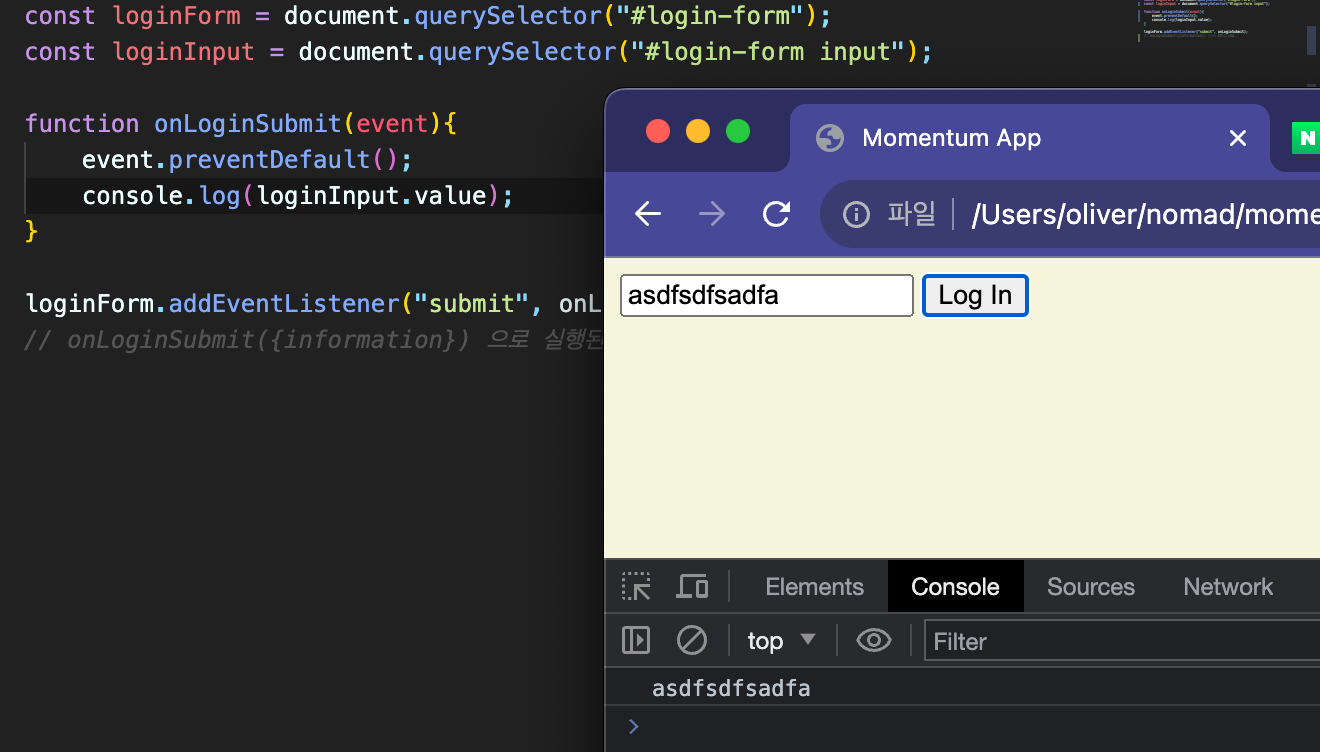 const loginForm = document.querySelector("#login-form");
const loginInput = document.querySelector("#login-form input");
function onLoginSubmit(event){
event.preventDefault();
console.log(loginInput.value);
}
loginForm.addEventListener("submit", onL
// onLoginSubmit({information}) 으로 실행된
Momentum App
N
파일 /Users/oliver/nomad/mome
asdfsdfsadfa Log In
Elements Console Sources Network
top Filter
asdfsdfsadfa